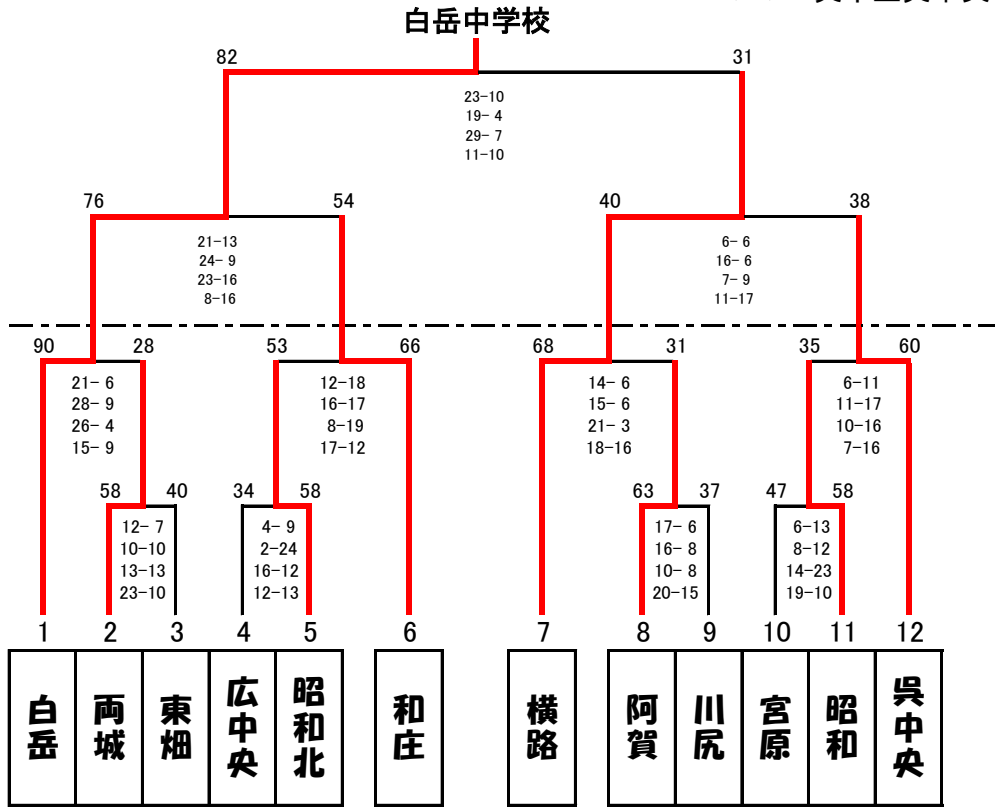 白岳中学校
82 31
23-10
19- 4
29- 7
11-10
76 54 40 38
21-13 6- 6
24- 9 16- 6
23-16 7- 9
8-16 11-17
90 28 53 66 68 31 35 60
21- 6 12-18 14- 6 6-11
28- 9 16-17 15- 6 11-17
26- 4 8-19 21- 3 10-16
15- 9 17-12 18-16 7-16
58 40 34 58 63 37 47 58
12- 7 4- 9 17- 6 6-13
10-10 2-24 16- 8 8-12
13-13 16-12 10- 8 14-23
23-10 12-13 20-15 19-10
1 2 3 4 5 6 7 8 9 10 11 12
白岳 両城 東畑 広中央 昭和北 和庄 横路 阿賀 川尻 宮原 昭和 呉中央